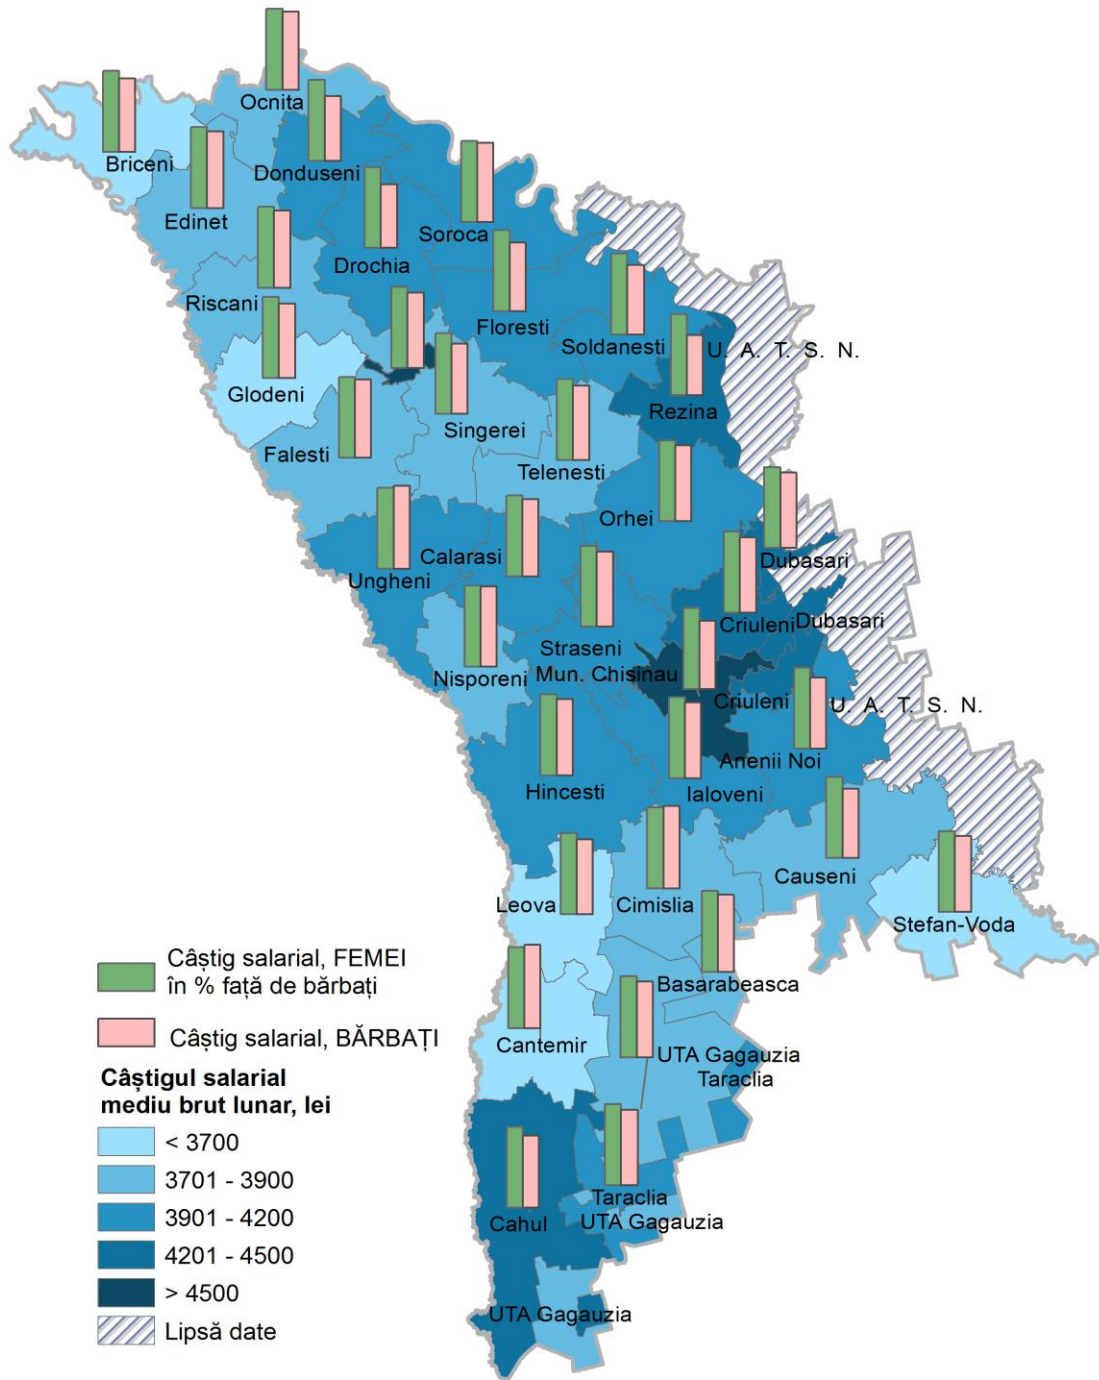 Ocnita
Briceni
Donduseni
Edinet
Soroca
Drochia
Riscani
Floresti
Soldanesti
U. A. T. S. N.
Glodeni
Rezina
Singerei
Falesti
Telenesti
Orhei
Calarasi
Dubasari
Ungheni
Criuleni
Dubasari
Straseni
Nisporeni
Mun. Chisinau
Criuleni
U. A. T. S. N.
Anenii Noi
Hincesti
Ialoveni
Causeni
Leova
Cimislia
Stefan-Voda
Basarabeasca
Cantemir
UTA Gagauzia
Taraclia
Taraclia
Cahul
UTA Gagauzia
UTA Gagauzia
Câștig salarial, FEMEI
în % față de bărbați
Câștig salarial, BĂRBAȚI
Câștigul salarial
mediu brut lunar, lei
< 3700
3701 - 3900
3901 - 4200
4201 - 4500
> 4500
Lipsă date